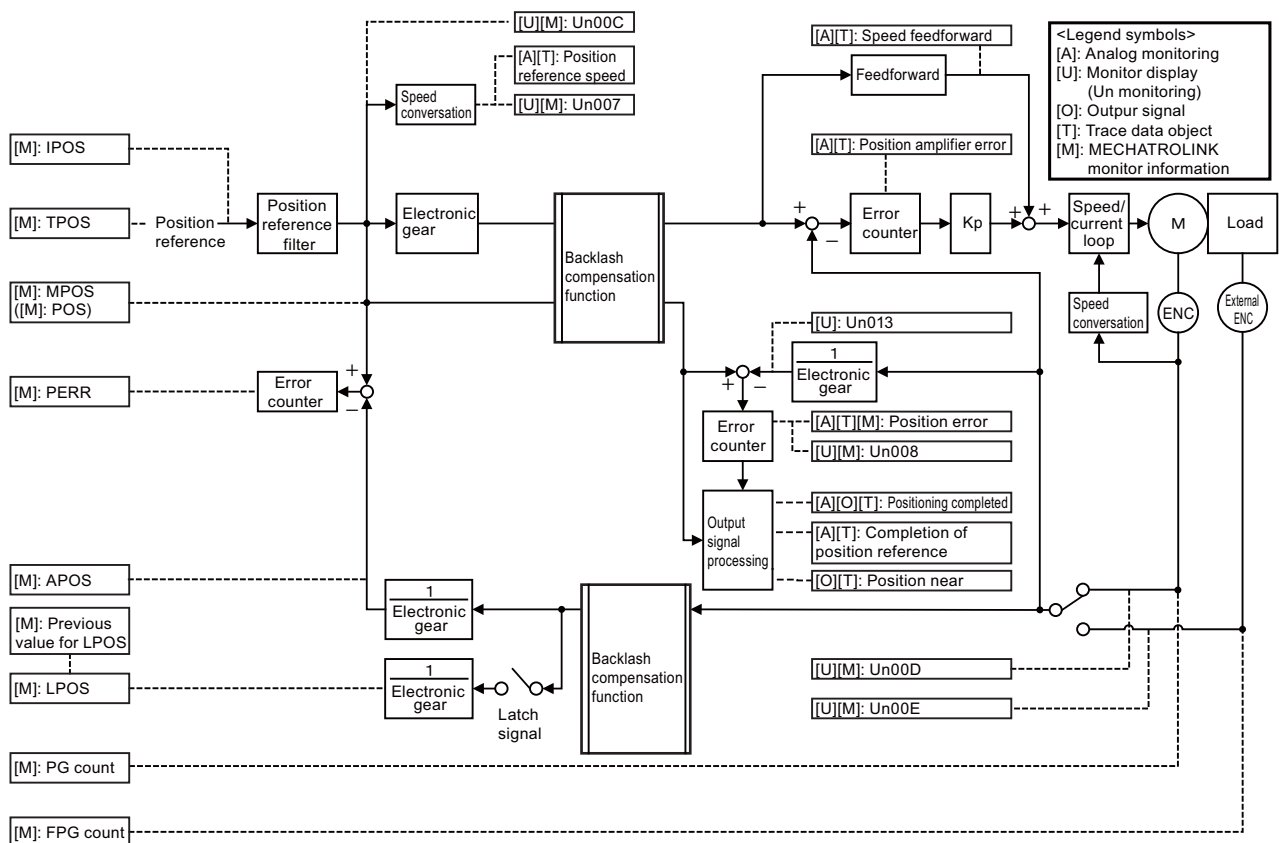 [U][M]: Un00C
[A][T]: Position
reference speed
[U][M]: Un007
Speed
conversation
[A][T]: Speed feedforward
Feedforward
[A][T]: Position amplifier error
<Legend symbols>
[A]: Analog monitoring
[U]: Monitor display
(Un monitoring)
[O]: Outpur signal
[T]: Trace data object
[M]: MECHATROLINK
monitor information
[M]: IPOS
[M]: TPOS
Position
reference
Position
reference
filter
Electronic
gear
Backlash
compensation
function
+
−
Error
counter
Kp
+
+
Speed/
current
loop
M
Load
[M]: MPOS
([M]: POS)
Speed
conversation
ENC
External
ENC
[U]: Un013
1
Electronic
gear
+
−
[M]: PERR
Error
counter
+
−
Error
counter
[A][T][M]: Position error
[U][M]: Un008
Output
signal
processing
[A][O][T]: Positioning completed
[A][T]: Completion of
position reference
[O][T]: Position near
[M]: APOS
1
Electronic
gear
[M]: Previous
value for LPOS
[M]: LPOS
1
Electronic
gear
Latch
signal
Backlash
compensation
function
[U][M]: Un00D
[U][M]: Un00E
[M]: PG count
[M]: FPG count